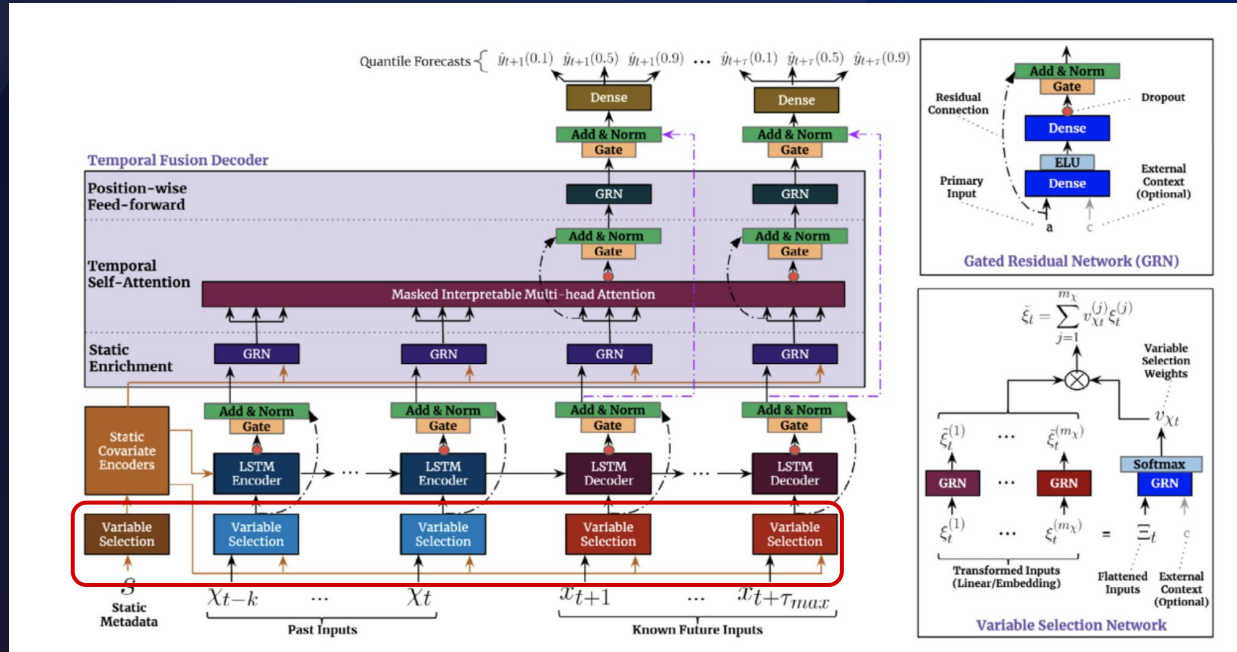 Quantile Forecasts { ŷt+1(0.1) ŷt+1(0.5) ŷt+1(0.9) ... ŷt+τ(0.1) ŷt+τ(0.5) ŷt+τ(0.9)
Dense
Dense
Add & Norm
Gate
Add & Norm
Gate
Temporal Fusion Decoder
Position-wise
Feed-forward
GRN
GRN
Add & Norm
Gate
Add & Norm
Gate
Temporal
Self-Attention
Masked Interpretable Multi-head Attention
Static
Enrichment
GRN
GRN
GRN
GRN
Add & Norm
Gate
Add & Norm
Gate
Add & Norm
Gate
Add & Norm
Gate
Static
Covariate
Encoders
LSTM
Encoder
...
LSTM
Encoder
LSTM
Decoder
...
LSTM
Decoder
Variable
Selection
Variable
Selection
Variable
Selection
Variable
Selection
Variable
Selection
s
Static
Metadata
χt−k ... χt
Past Inputs
xt+1 ... xt+τmax
Known Future Inputs
Add & Norm
Gate
Residual
Connection
Dropout
Dense
ELU
Dense
Primary
Input
External
Context
(Optional)
a
c
Gated Residual Network (GRN)
ξ̃t = ∑j=1mχ vχt(j) ξ̃t(j)
Variable
Selection
Weights
vχt
ξ̃t(1) ... ξ̃t(mχ)
Softmax
GRN ... GRN
GRN
ξt(1) ... ξt(mχ) = Ξt c
Transformed Inputs
(Linear/Embedding)
Flattened
Inputs
External
Context
(Optional)
Variable Selection Network